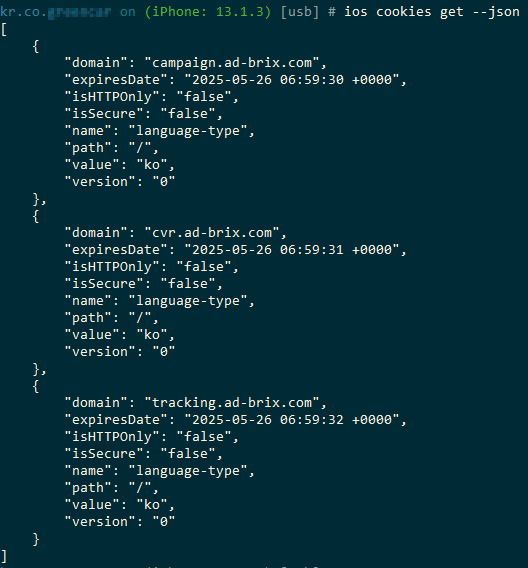 kr.co. on (iPhone: 13.1.3) [usb] # ios cookies get --json
[
    {
        "domain": "campaign.ad-brix.com",
        "expiresDate": "2025-05-26 06:59:30 +0000",
        "isHTTPOnly": "false",
        "isSecure": "false",
        "name": "language-type",
        "path": "/",
        "value": "ko",
        "version": "0"
    },
    {
        "domain": "cvr.ad-brix.com",
        "expiresDate": "2025-05-26 06:59:31 +0000",
        "isHTTPOnly": "false",
        "isSecure": "false",
        "name": "language-type",
        "path": "/",
        "value": "ko",
        "version": "0"
    },
    {
        "domain": "tracking.ad-brix.com",
        "expiresDate": "2025-05-26 06:59:32 +0000",
        "isHTTPOnly": "false",
        "isSecure": "false",
        "name": "language-type",
        "path": "/",
        "value": "ko",
        "version": "0"
    }
]